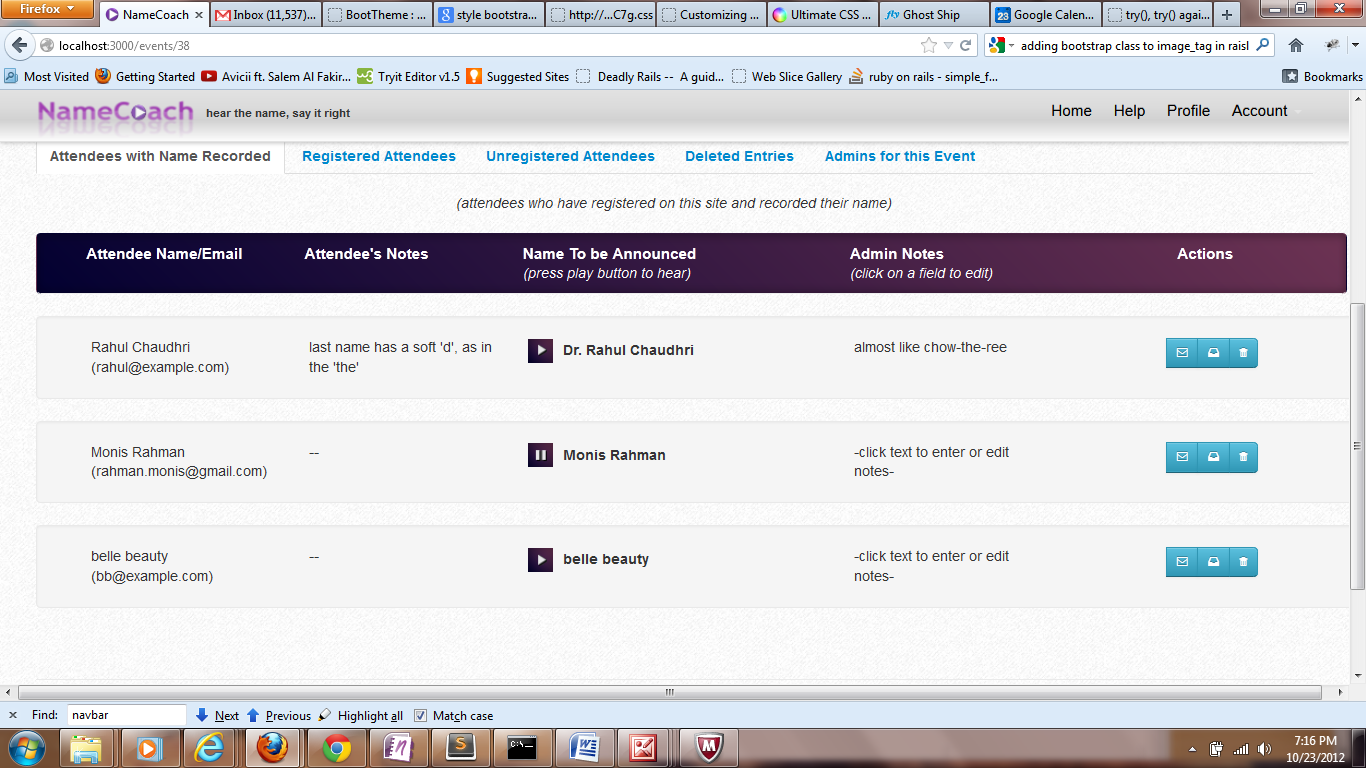 Firefox
NameCoach
Inbox (11,537)...
BootTheme : ...
style bootstra...
http://...C7g.css
Customizing ...
Ultimate CSS ...
Ghost Ship
Google Calen...
try(), try() agai...
localhost:3000/events/38
adding bootstrap class to image_tag in raisl
Most Visited
Getting Started
Avicii ft. Salem Al Fakir...
Tryit Editor v1.5
Suggested Sites
Deadly Rails -- A guid...
Web Slice Gallery
ruby on rails - simple_f...
Bookmarks
NameCoach hear the name, say it right
Home Help Profile Account
Attendees with Name Recorded Registered Attendees Unregistered Attendees Deleted Entries Admins for this Event
(attendees who have registered on this site and recorded their name)
Attendee Name/Email Attendee's Notes Name To be Announced Admin Notes Actions
(press play button to hear) (click on a field to edit)
Rahul Chaudhri
(rahul@example.com)
last name has a soft 'd', as in
the 'the'
Dr. Rahul Chaudhri
almost like chow-the-ree
Monis Rahman
(rahman.monis@gmail.com)
--
Monis Rahman
-click text to enter or edit
notes-
belle beauty
(bb@example.com)
--
belle beauty
-click text to enter or edit
notes-
Find: navbar Next Previous Highlight all Match case
7:16 PM
10/23/2012